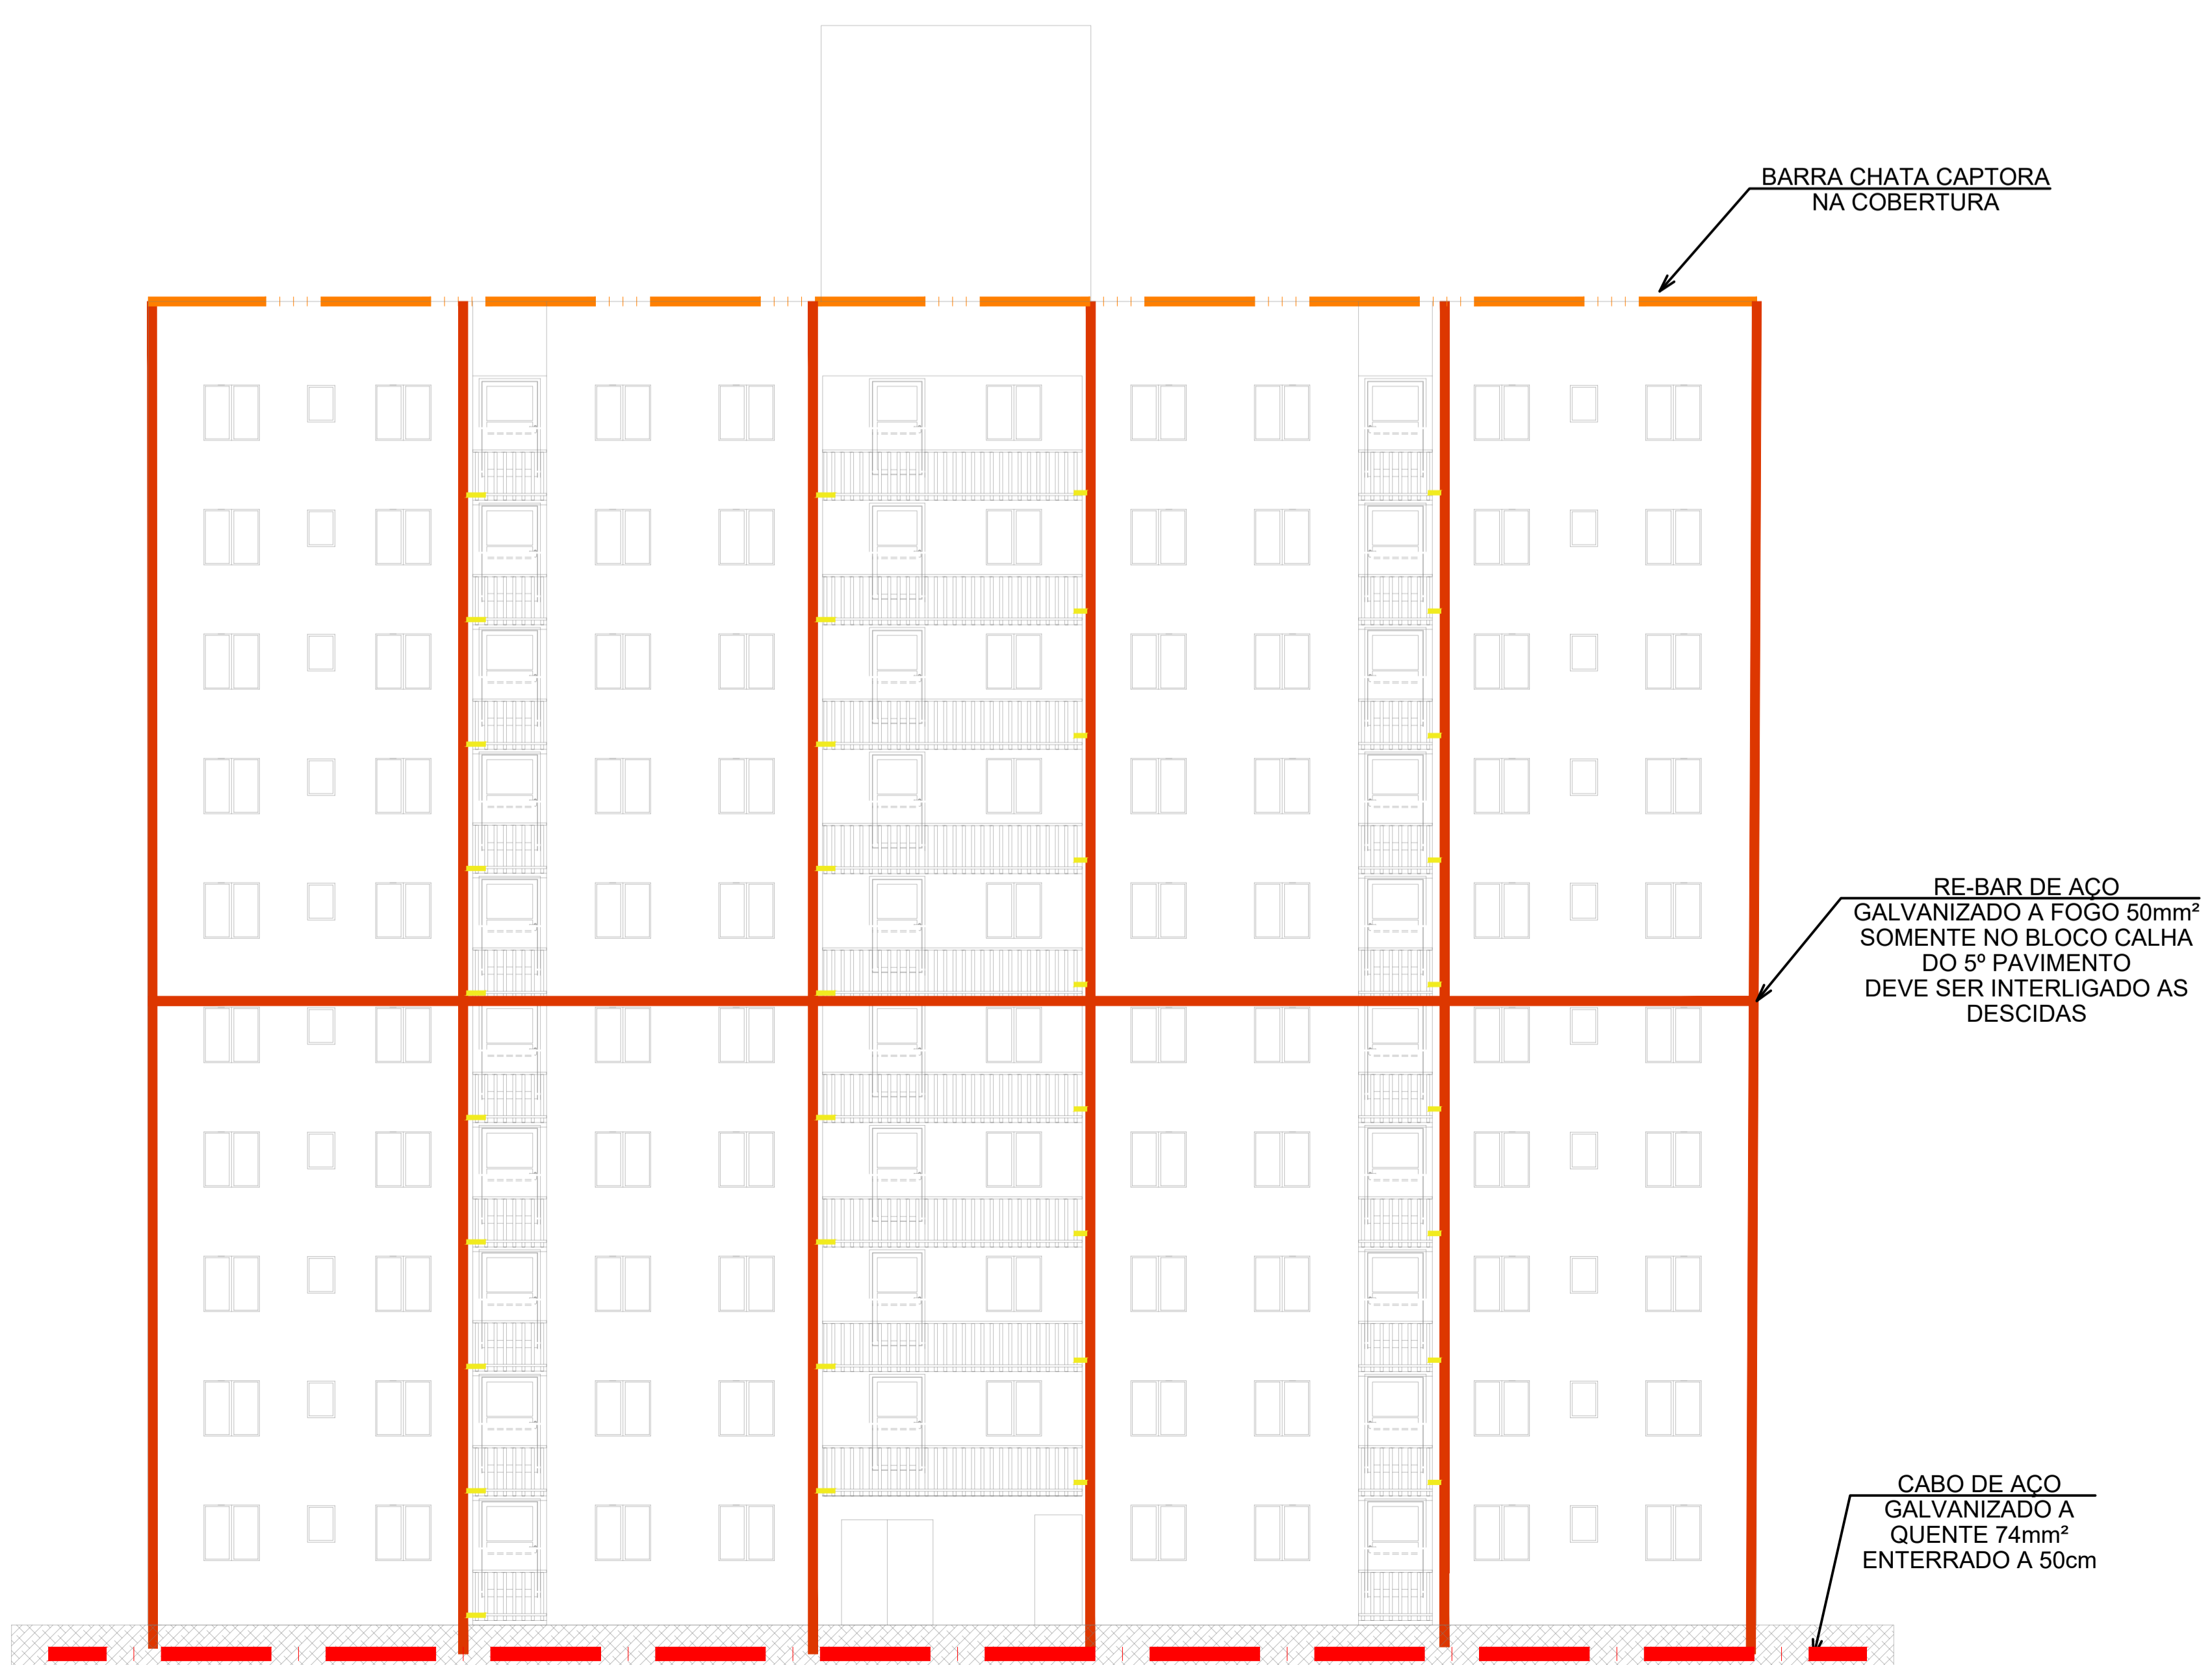 BARRA CHATA CAPTORA
NA COBERTURA
RE-BAR DE AÇO
GALVANIZADO A FOGO 50mm²
SOMENTE NO BLOCO CALHA
DO 5º PAVIMENTO
DEVE SER INTERLIGADO AS
DESCIDAS
CABO DE AÇO
GALVANIZADO A
QUENTE 74mm²
ENTERRADO A 50cm